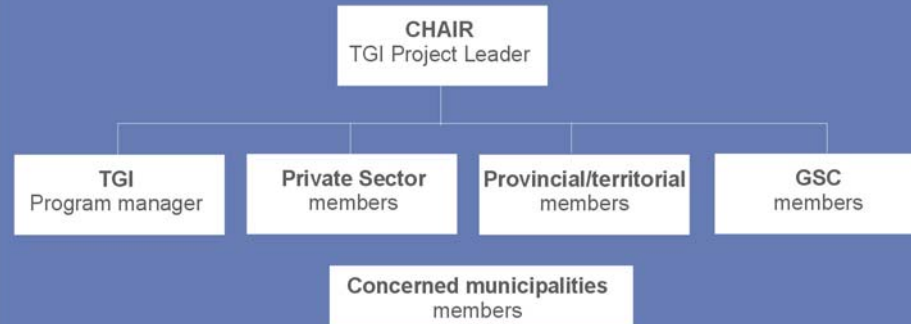 CHAIR
TGI Project Leader
TGI
Program manager
Private Sector
members
Provincial/territorial
members
GSC
members
Concerned municipalities
members